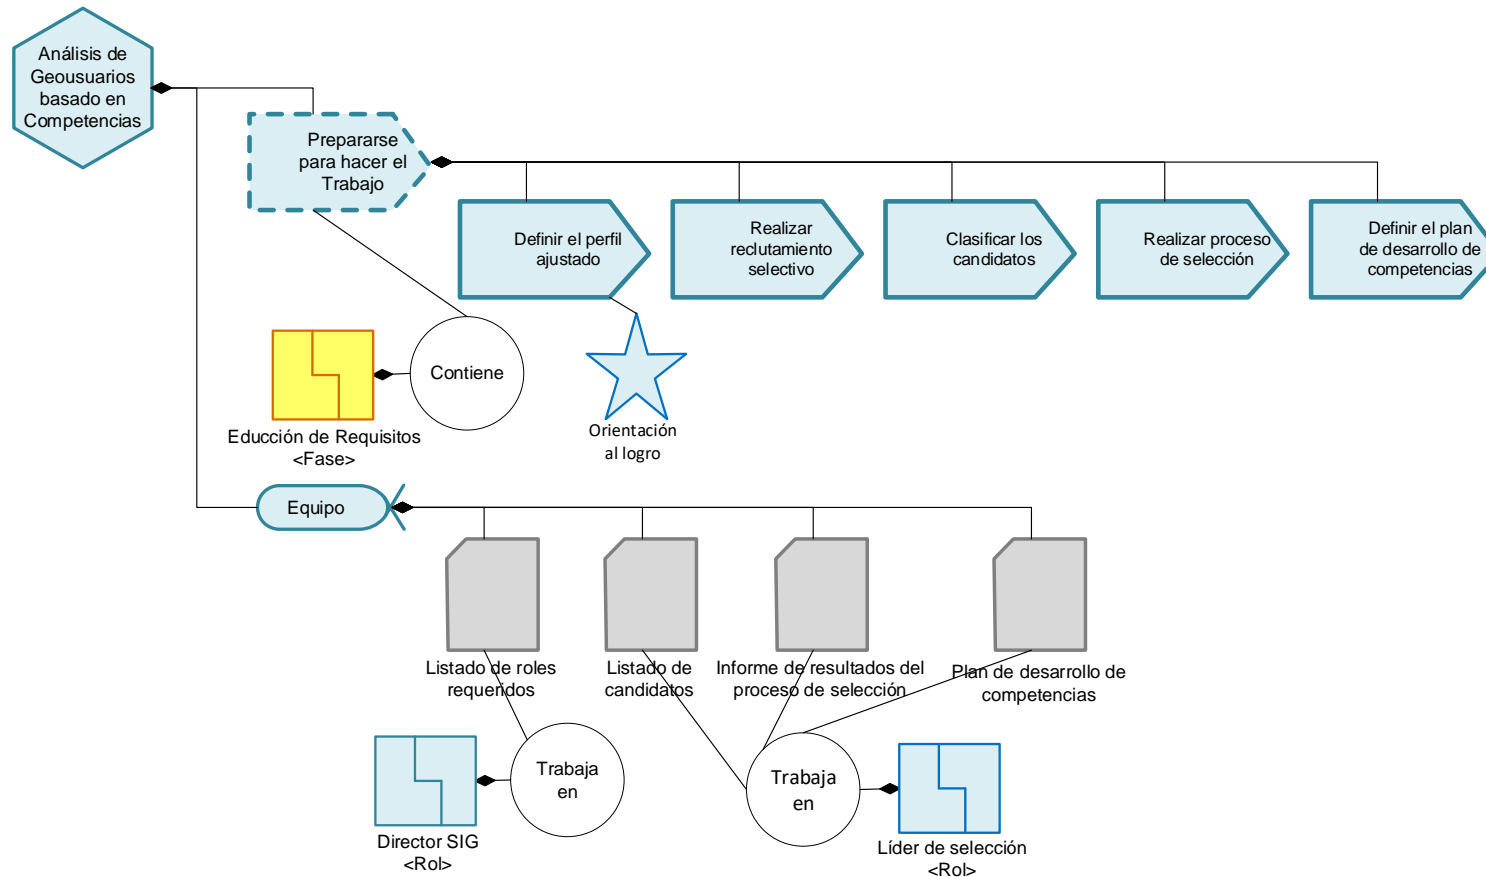 Análisis de
Geousuarios
basado en
Competencias
Prepararse
para hacer el
Trabajo
Definir el perfil
ajustado
Realizar
reclutamiento
selectivo
Clasificar los
candidatos
Realizar proceso
de selección
Definir el plan
de desarrollo de
competencias
Contiene
Educción de Requisitos
<Fase>
Orientación
al logro
Equipo
Listado de roles
requeridos
Listado de
candidatos
Informe de resultados del
proceso de selección
Plan de desarrollo de
competencias
Trabaja
en
Trabaja
en
Director SIG
<Rol>
Líder de selección
<Rol>